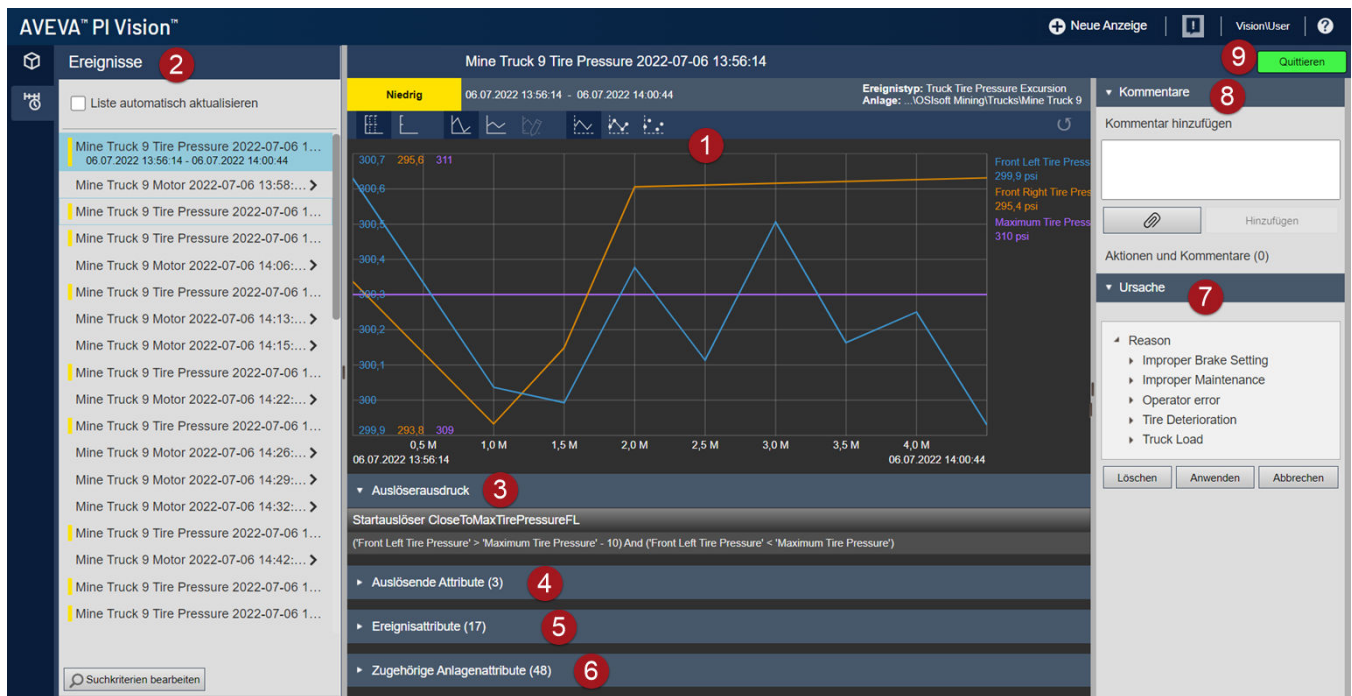 AVEVA™ PI Vision™
Neue Anzeige
Vision\User
?
Ereignisse
2
Liste automatisch aktualisieren
Mine Truck 9 Tire Pressure 2022-07-06 1...
06.07.2022 13:56:14 - 06.07.2022 14:00:44
Mine Truck 9 Motor 2022-07-06 13:58:...
Mine Truck 9 Tire Pressure 2022-07-06 1...
Mine Truck 9 Tire Pressure 2022-07-06 1...
Mine Truck 9 Motor 2022-07-06 14:06:...
Mine Truck 9 Tire Pressure 2022-07-06 1...
Mine Truck 9 Motor 2022-07-06 14:13:...
Mine Truck 9 Motor 2022-07-06 14:15:...
Mine Truck 9 Tire Pressure 2022-07-06 1...
Mine Truck 9 Motor 2022-07-06 14:22:...
Mine Truck 9 Tire Pressure 2022-07-06 1...
Mine Truck 9 Motor 2022-07-06 14:26:...
Mine Truck 9 Motor 2022-07-06 14:29:...
Mine Truck 9 Motor 2022-07-06 14:32:...
Mine Truck 9 Tire Pressure 2022-07-06 1...
Mine Truck 9 Motor 2022-07-06 14:42:...
Mine Truck 9 Tire Pressure 2022-07-06 1...
Mine Truck 9 Tire Pressure 2022-07-06 1...
Suchkriterien bearbeiten
Mine Truck 9 Tire Pressure 2022-07-06 13:56:14
Niedrig
06.07.2022 13:56:14 - 06.07.2022 14:00:44
Ereignistyp: Truck Tire Pressure Excursion
Anlage: ...\OSIsoft Mining\Trucks\Mine Truck 9
1
300,7 295,6 311
300,6
300,5
300,4
300,3
300,2
300,1
300
299,9 293,8 309
0,5 M 1,0 M 1,5 M 2,0 M 2,5 M 3,0 M 3,5 M 4,0 M
06.07.2022 13:56:14 06.07.2022 14:00:44
Front Left Tire Press
299,9 psi
Front Right Tire Pres
295,4 psi
Maximum Tire Press
310 psi
Auslöserausdruck
3
Startauslöser CloseToMaxTirePressureFL
('Front Left Tire Pressure' > 'Maximum Tire Pressure' - 10) And ('Front Left Tire Pressure' < 'Maximum Tire Pressure')
Auslösende Attribute (3)
4
Ereignisattribute (17)
5
Zugehörige Anlagenattribute (48)
6
9
Quittieren
Kommentare
8
Kommentar hinzufügen
Hinzufügen
Aktionen und Kommentare (0)
Ursache
7
Reason
Improper Brake Setting
Improper Maintenance
Operator error
Tire Deterioration
Truck Load
Löschen
Anwenden
Abbrechen